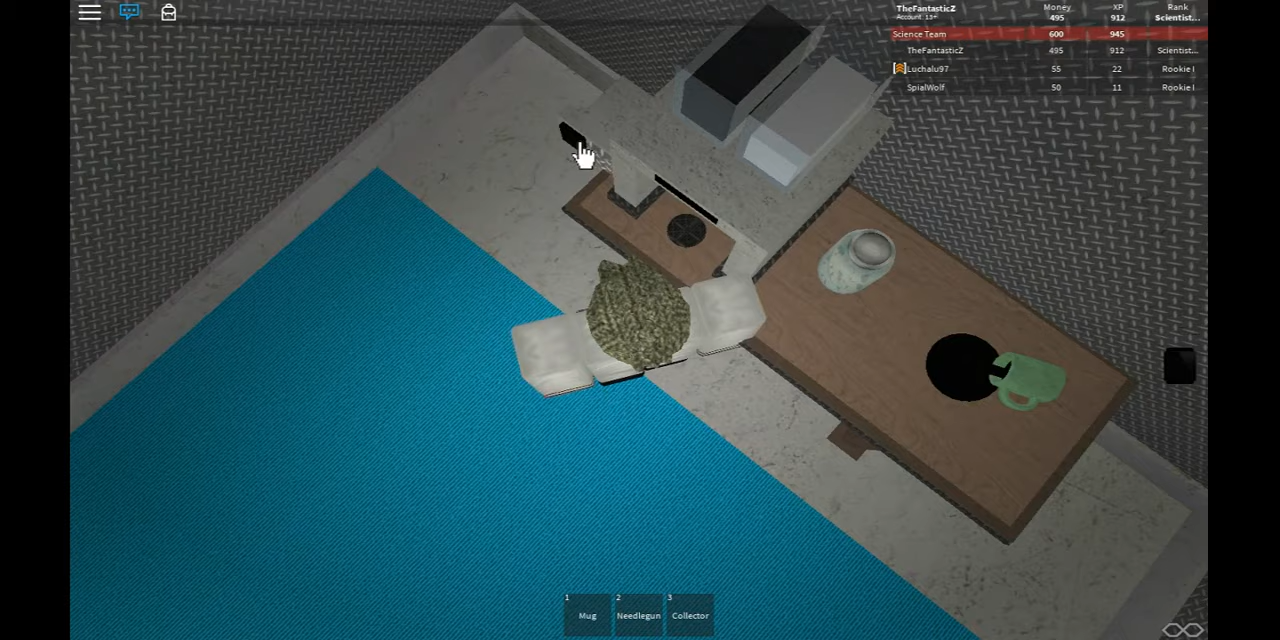 TheFantasticZ Money XP Rank
Account: 13+ 495 912 Scientist...
Science Team 600 945
TheFantasticZ 495 912 Scientist...
Luchalu97 55 22 Rookie I
SpialWolf 50 11 Rookie I
1 2 3
Mug Needlegun Collector